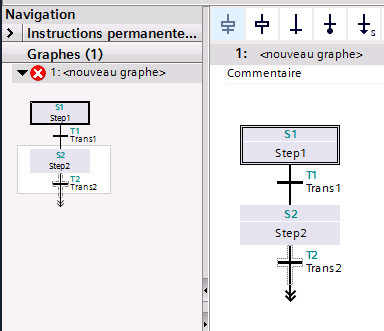 Navigation
Instructions permanente...
Graphes (1)
1: <nouveau graphe>
S1
Step1
T1
Trans1
S2
Step2
T2
Trans2
S
1: <nouveau graphe>
Commentaire
S1
Step1
T1
Trans1
S2
Step2
T2
Trans2